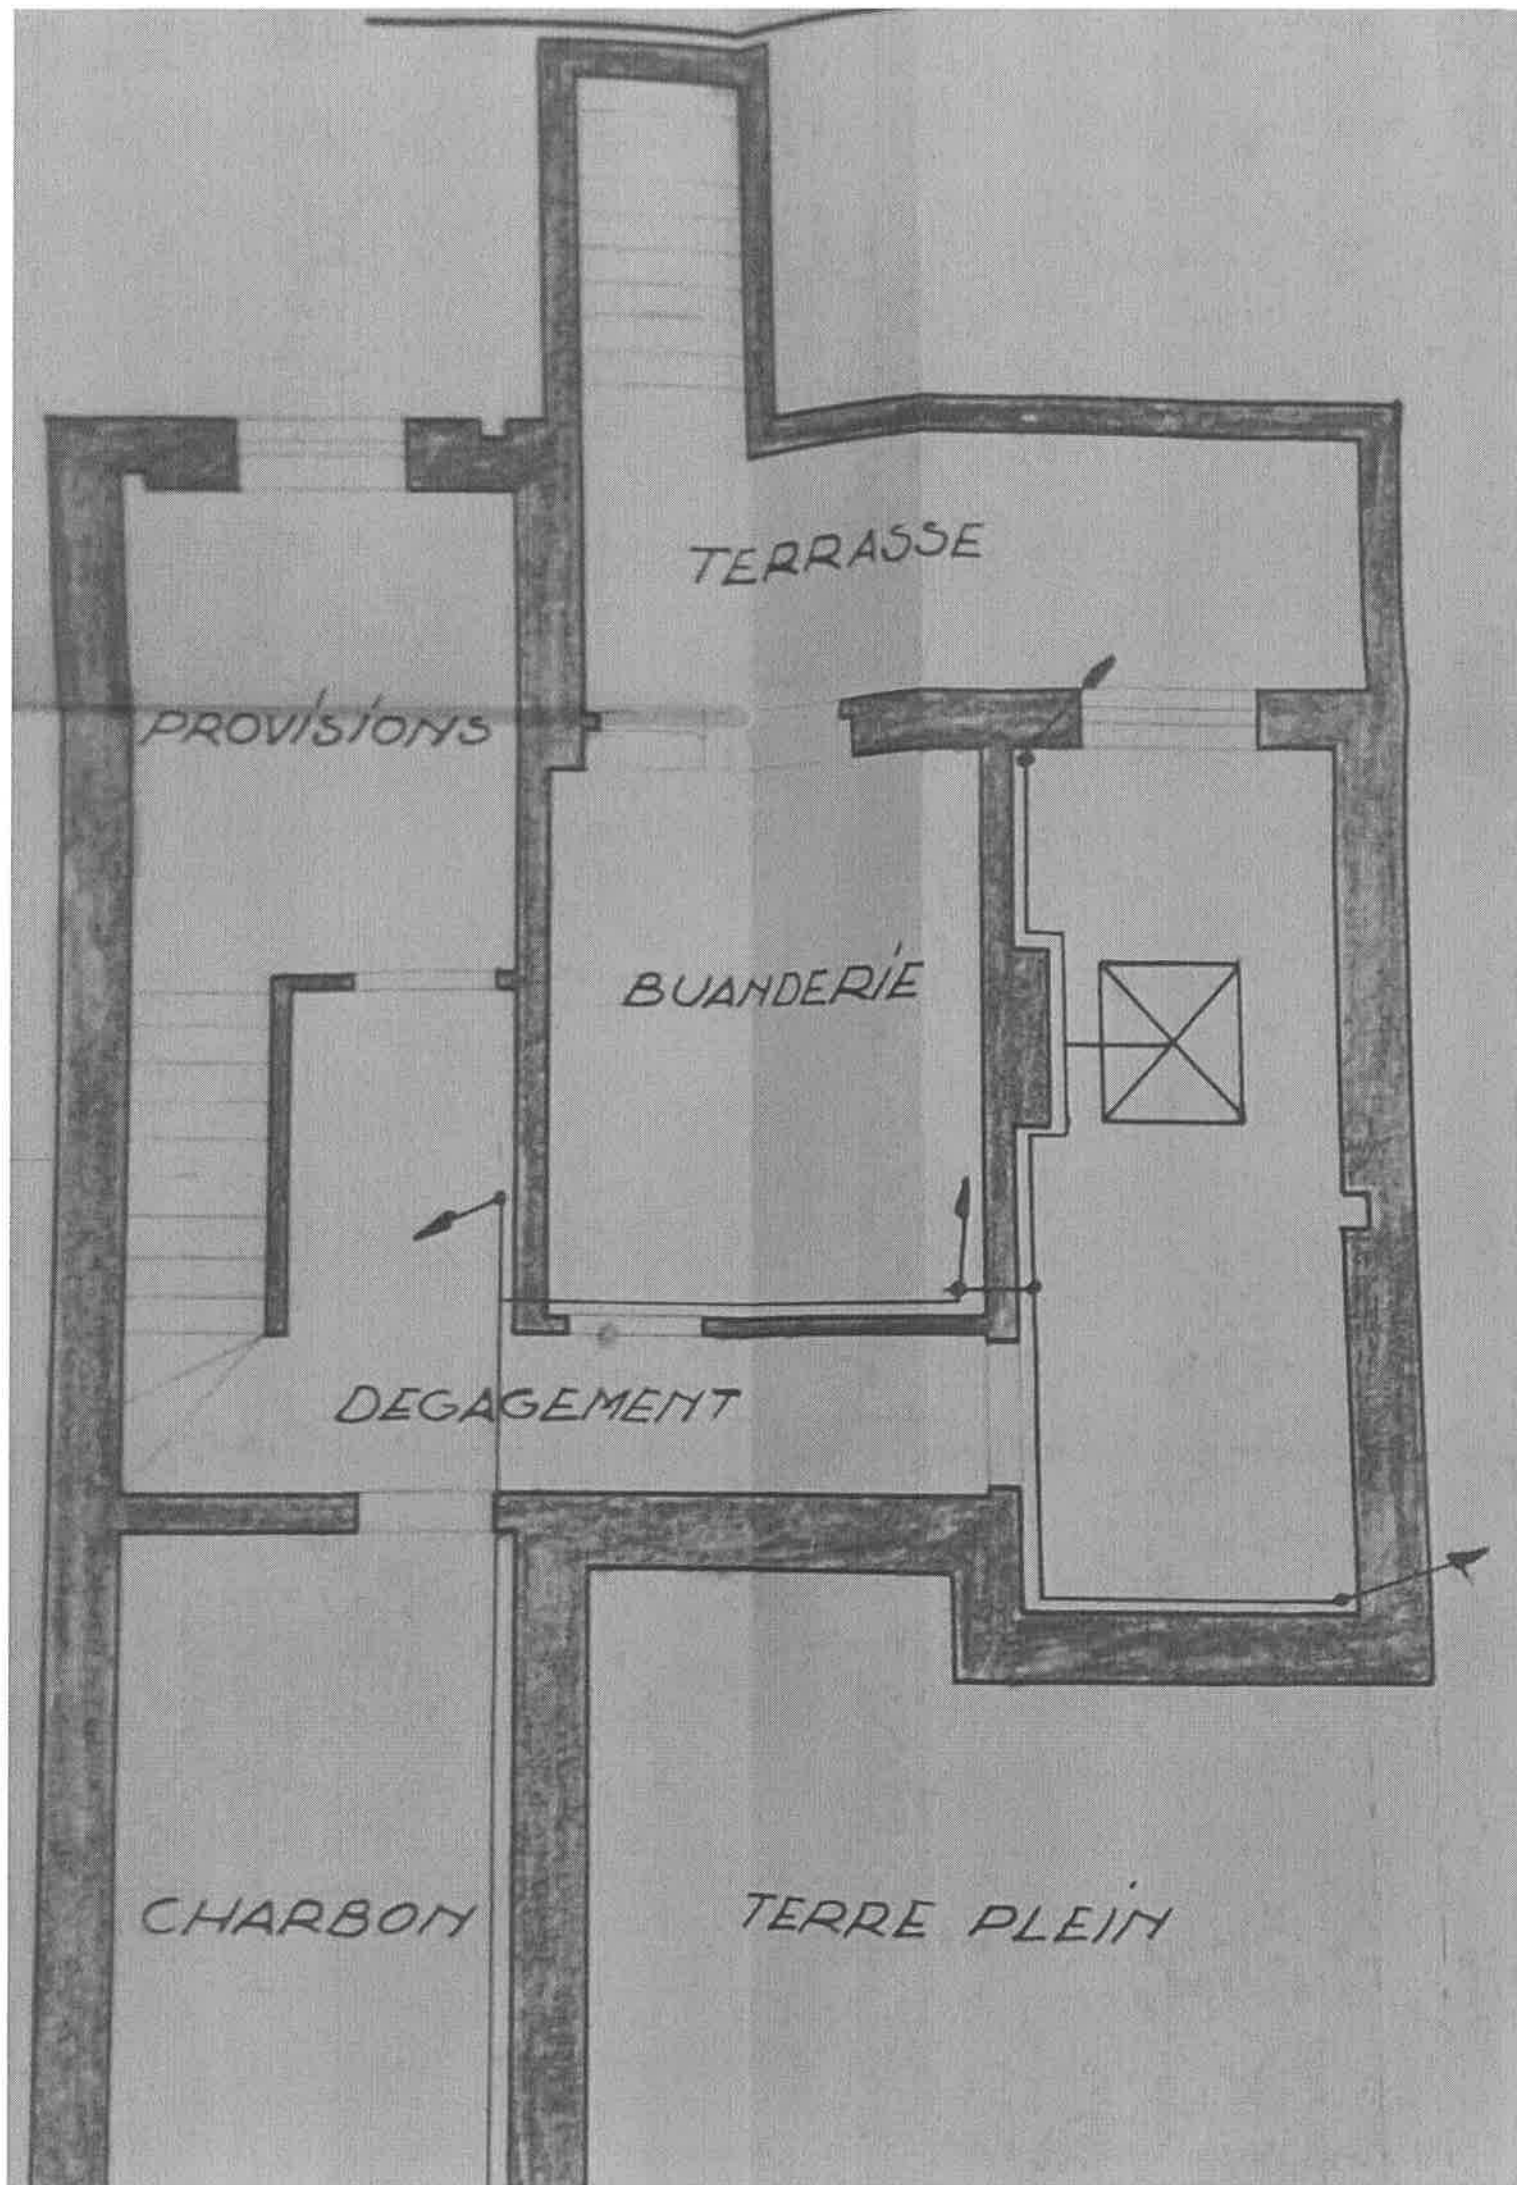 TERRASSE
PROVISIONS
BUANDERIE
DEGAGEMENT
CHARBON
TERRE PLEIN